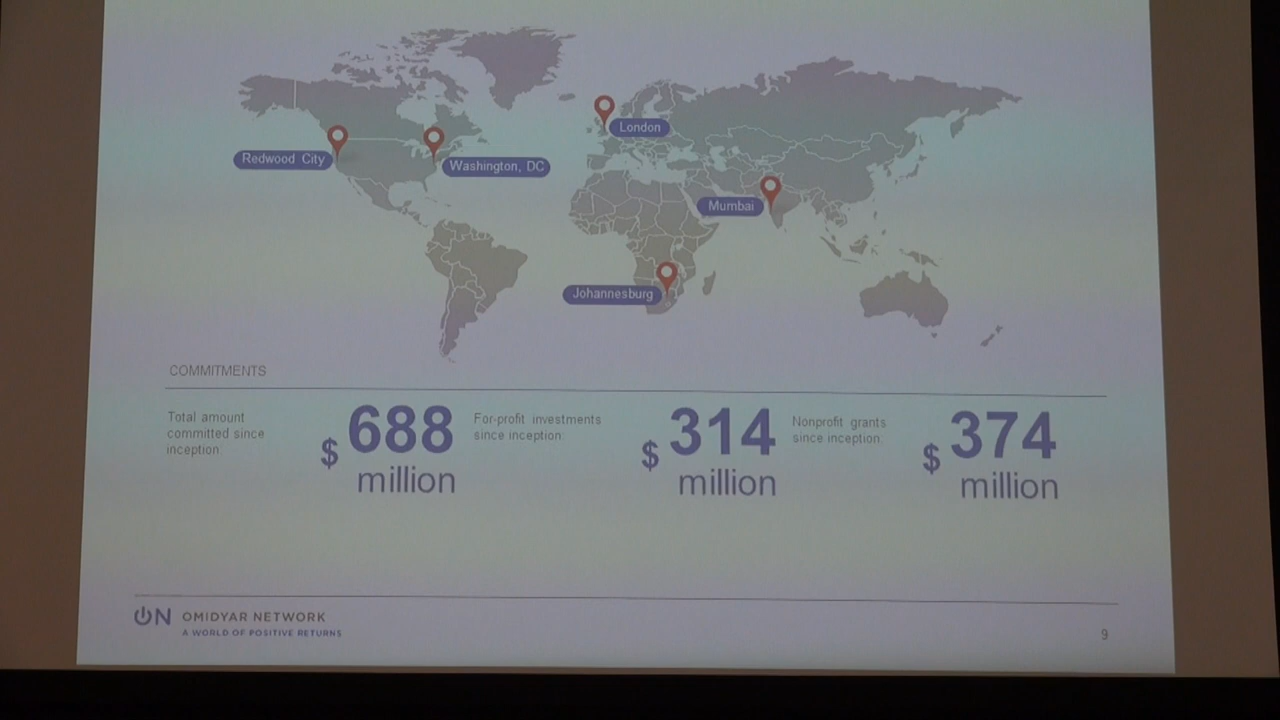 London
Redwood City
Washington, DC
Mumbai
Johannesburg
COMMITMENTS
Total amount
committed since
inception
$ 688
million
For-profit investments
since inception:
$ 314
million
Nonprofit grants
since inception:
$ 374
million
ON OMIDYAR NETWORK
A WORLD OF POSITIVE RETURNS
9